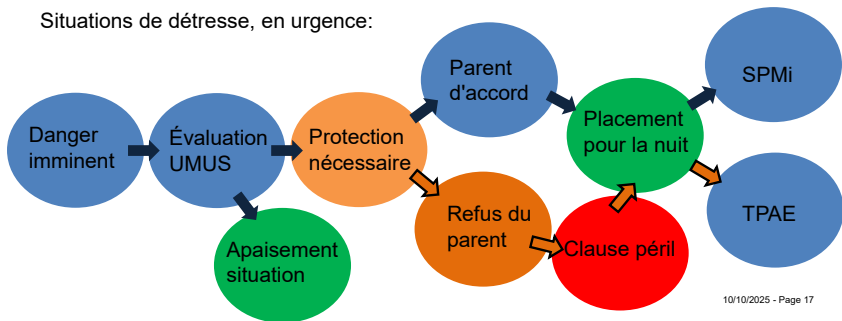 Situations de détresse, en urgence:
Danger
imminent
Évaluation
UMUS
Apaisement
situation
Protection
nécessaire
Parent
d'accord
Refus du
parent
Clause péril
Placement
pour la nuit
SPMi
TPAE
10/10/2025 - Page 17